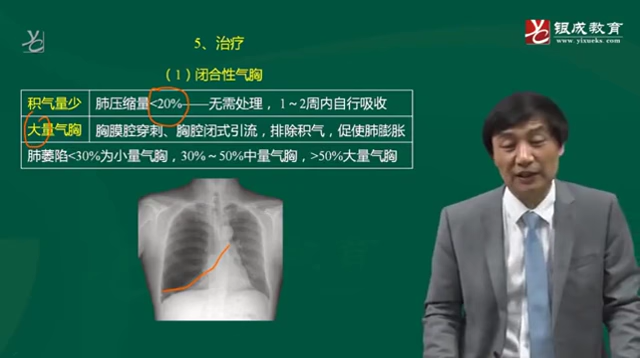 银成教育
www.yixueks.com
5、治疗
（1）闭合性气胸
积气量少 肺压缩量<20%——无需处理，1～2周内自行吸收
大量气胸 胸膜腔穿刺、胸腔闭式引流，排除积气，促使肺膨胀
肺萎陷<30%为小量气胸，30%～50%中量气胸，>50%大量气胸